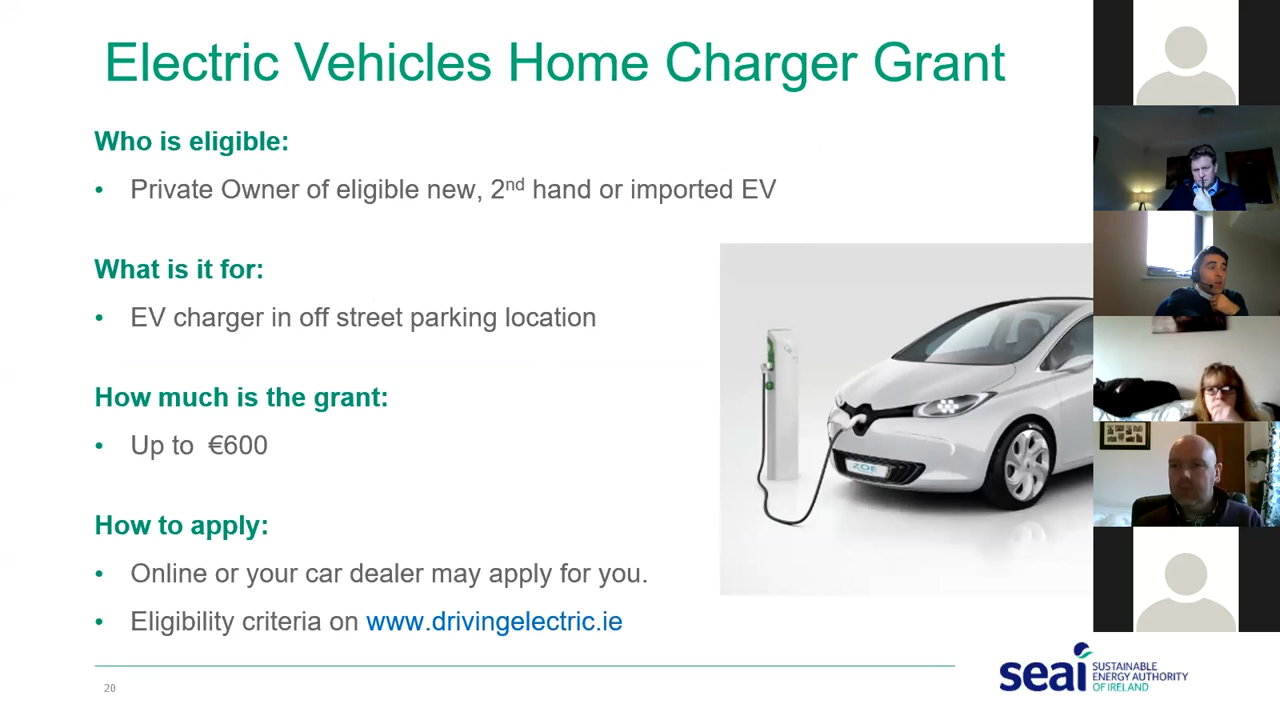 Electric Vehicles Home Charger Grant
Who is eligible:
• Private Owner of eligible new, 2nd hand or imported EV
What is it for:
• EV charger in off street parking location
How much is the grant:
• Up to €600
How to apply:
• Online or your car dealer may apply for you.
• Eligibility criteria on www.drivingelectric.ie
ZOE
20
seai
SUSTAINABLE
ENERGY AUTHORITY
OF IRELAND